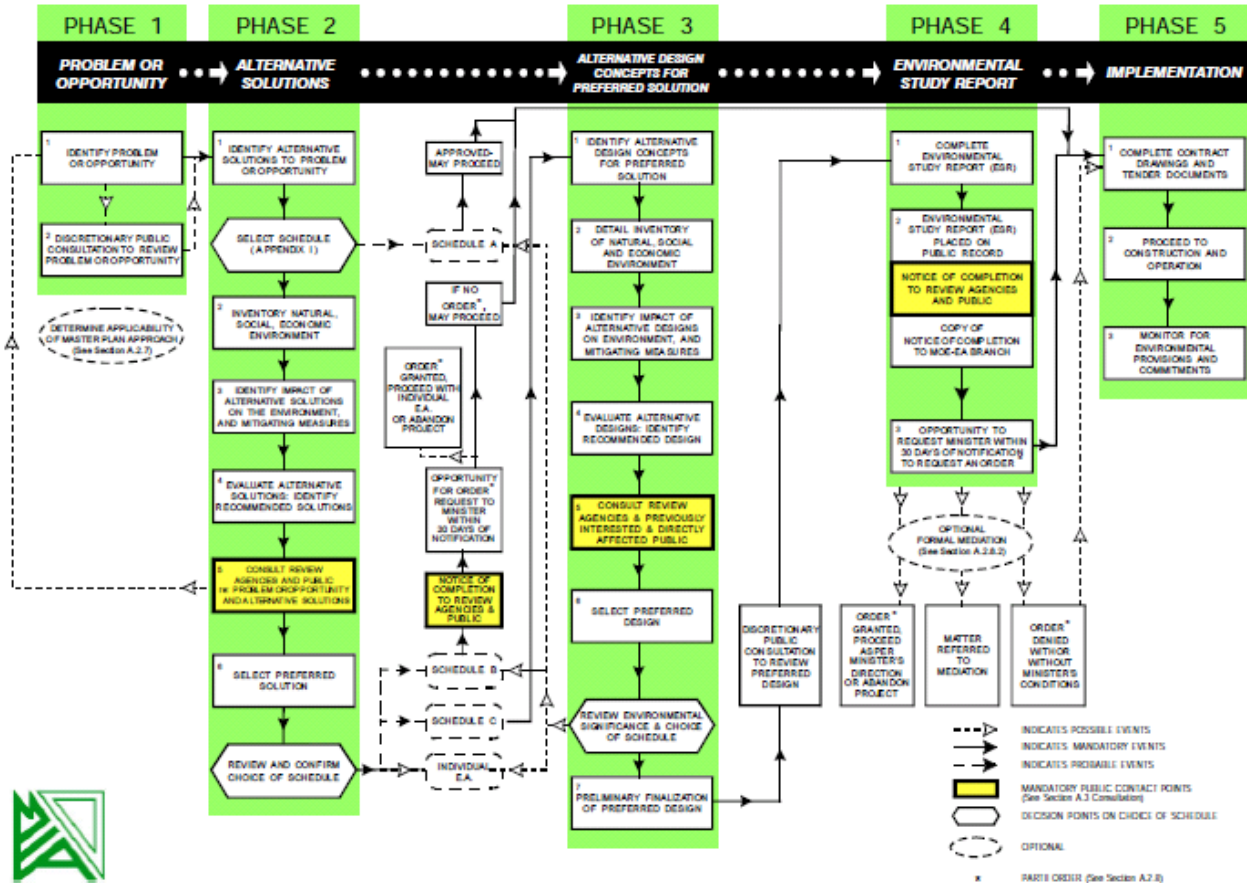 PHASE 1
PHASE 2
PHASE 3
PHASE 4
PHASE 5
PROBLEM OR
OPPORTUNITY
ALTERNATIVE
SOLUTIONS
ALTERNATIVE DESIGN
CONCEPTS FOR
PREFERRED SOLUTION
ENVIRONMENTAL
STUDY REPORT
IMPLEMENTATION
1
IDENTIFY PROBLEM
OR OPPORTUNITY
2
DISCRETIONARY PUBLIC
CONSULTATION TO REVIEW
PROBLEM OR OPPORTUNITY
DETERMINE APPLICABILITY
OF MASTER PLAN APPROACH
(See Section A.2.7)
1
IDENTIFY ALTERNATIVE
SOLUTIONS TO PROBLEM
OR OPPORTUNITY
SELECT SCHEDULE
(APPENDIX I)
2
INVENTORY NATURAL,
SOCIAL, ECONOMIC
ENVIRONMENT
3
IDENTIFY IMPACT OF
ALTERNATIVE SOLUTIONS
ON THE ENVIRONMENT,
AND MITIGATING MEASURES
4
EVALUATE ALTERNATIVE
SOLUTIONS: IDENTIFY
RECOMMENDED SOLUTIONS
5
CONSULT REVIEW
AGENCIES AND PUBLIC
re: PROBLEM OR OPPORTUNITY
AND ALTERNATIVE SOLUTIONS
6
SELECT PREFERRED
SOLUTION
REVIEW AND CONFIRM
CHOICE OF SCHEDULE
APPROVED-
MAY PROCEED
SCHEDULE A
IF NO
ORDER*,
MAY PROCEED
ORDER*
GRANTED,
PROCEED WITH
INDIVIDUAL
E.A.
OR ABANDON
PROJECT
OPPORTUNITY
FOR ORDER*
REQUEST TO
MINISTER
WITHIN
30 DAYS OF
NOTIFICATION
NOTICE OF
COMPLETION
TO REVIEW
AGENCIES &
PUBLIC
SCHEDULE B
SCHEDULE C
INDIVIDUAL
E.A.
1
IDENTIFY ALTERNATIVE
DESIGN CONCEPTS
FOR PREFERRED
SOLUTION
2
DETAIL INVENTORY
OF NATURAL, SOCIAL
AND ECONOMIC
ENVIRONMENT
3
IDENTIFY IMPACT OF
ALTERNATIVE DESIGNS
ON ENVIRONMENT, AND
MITIGATING MEASURES
4
EVALUATE ALTERNATIVE
DESIGNS: IDENTIFY
RECOMMENDED DESIGN
5
CONSULT REVIEW
AGENCIES & PREVIOUSLY
INTERESTED & DIRECTLY
AFFECTED PUBLIC
6
SELECT PREFERRED
DESIGN
REVIEW ENVIRONMENTAL
SIGNIFICANCE & CHOICE
OF SCHEDULE
7
PRELIMINARY FINALIZATION
OF PREFERRED DESIGN
DISCRETIONARY
PUBLIC
CONSULTATION
TO REVIEW
PREFERRED
DESIGN
1
COMPLETE
ENVIRONMENTAL
STUDY REPORT (ESR)
2
ENVIRONMENTAL
STUDY REPORT (ESR)
PLACED ON
PUBLIC RECORD
NOTICE OF COMPLETION
TO REVIEW AGENCIES
AND PUBLIC
COPY OF
NOTICE OF COMPLETION
TO MOE-EA BRANCH
3
OPPORTUNITY TO
REQUEST MINISTER WITHIN
30 DAYS OF NOTIFICATION
TO REQUEST AN ORDER*
OPTIONAL
FORMAL MEDIATION
(See Section A.2.8.2)
ORDER*
GRANTED,
PROCEED
AS PER
MINISTER'S
DIRECTION
OR ABANDON
PROJECT
MATTER
REFERRED
TO
MEDIATION
ORDER*
DENIED
WITH OR
WITHOUT
MINISTER'S
CONDITIONS
1
COMPLETE CONTRACT
DRAWINGS AND
TENDER DOCUMENTS
2
PROCEED TO
CONSTRUCTION AND
OPERATION
3
MONITOR FOR
ENVIRONMENTAL
PROVISIONS AND
COMMITMENTS
INDICATES POSSIBLE EVENTS
INDICATES MANDATORY EVENTS
INDICATES PROBABLE EVENTS
MANDATORY PUBLIC CONTACT POINTS
(See Section A.3 Consultation)
DECISION POINTS ON CHOICE OF SCHEDULE
OPTIONAL
* PART II ORDER (See Section A.2.8)
MEA